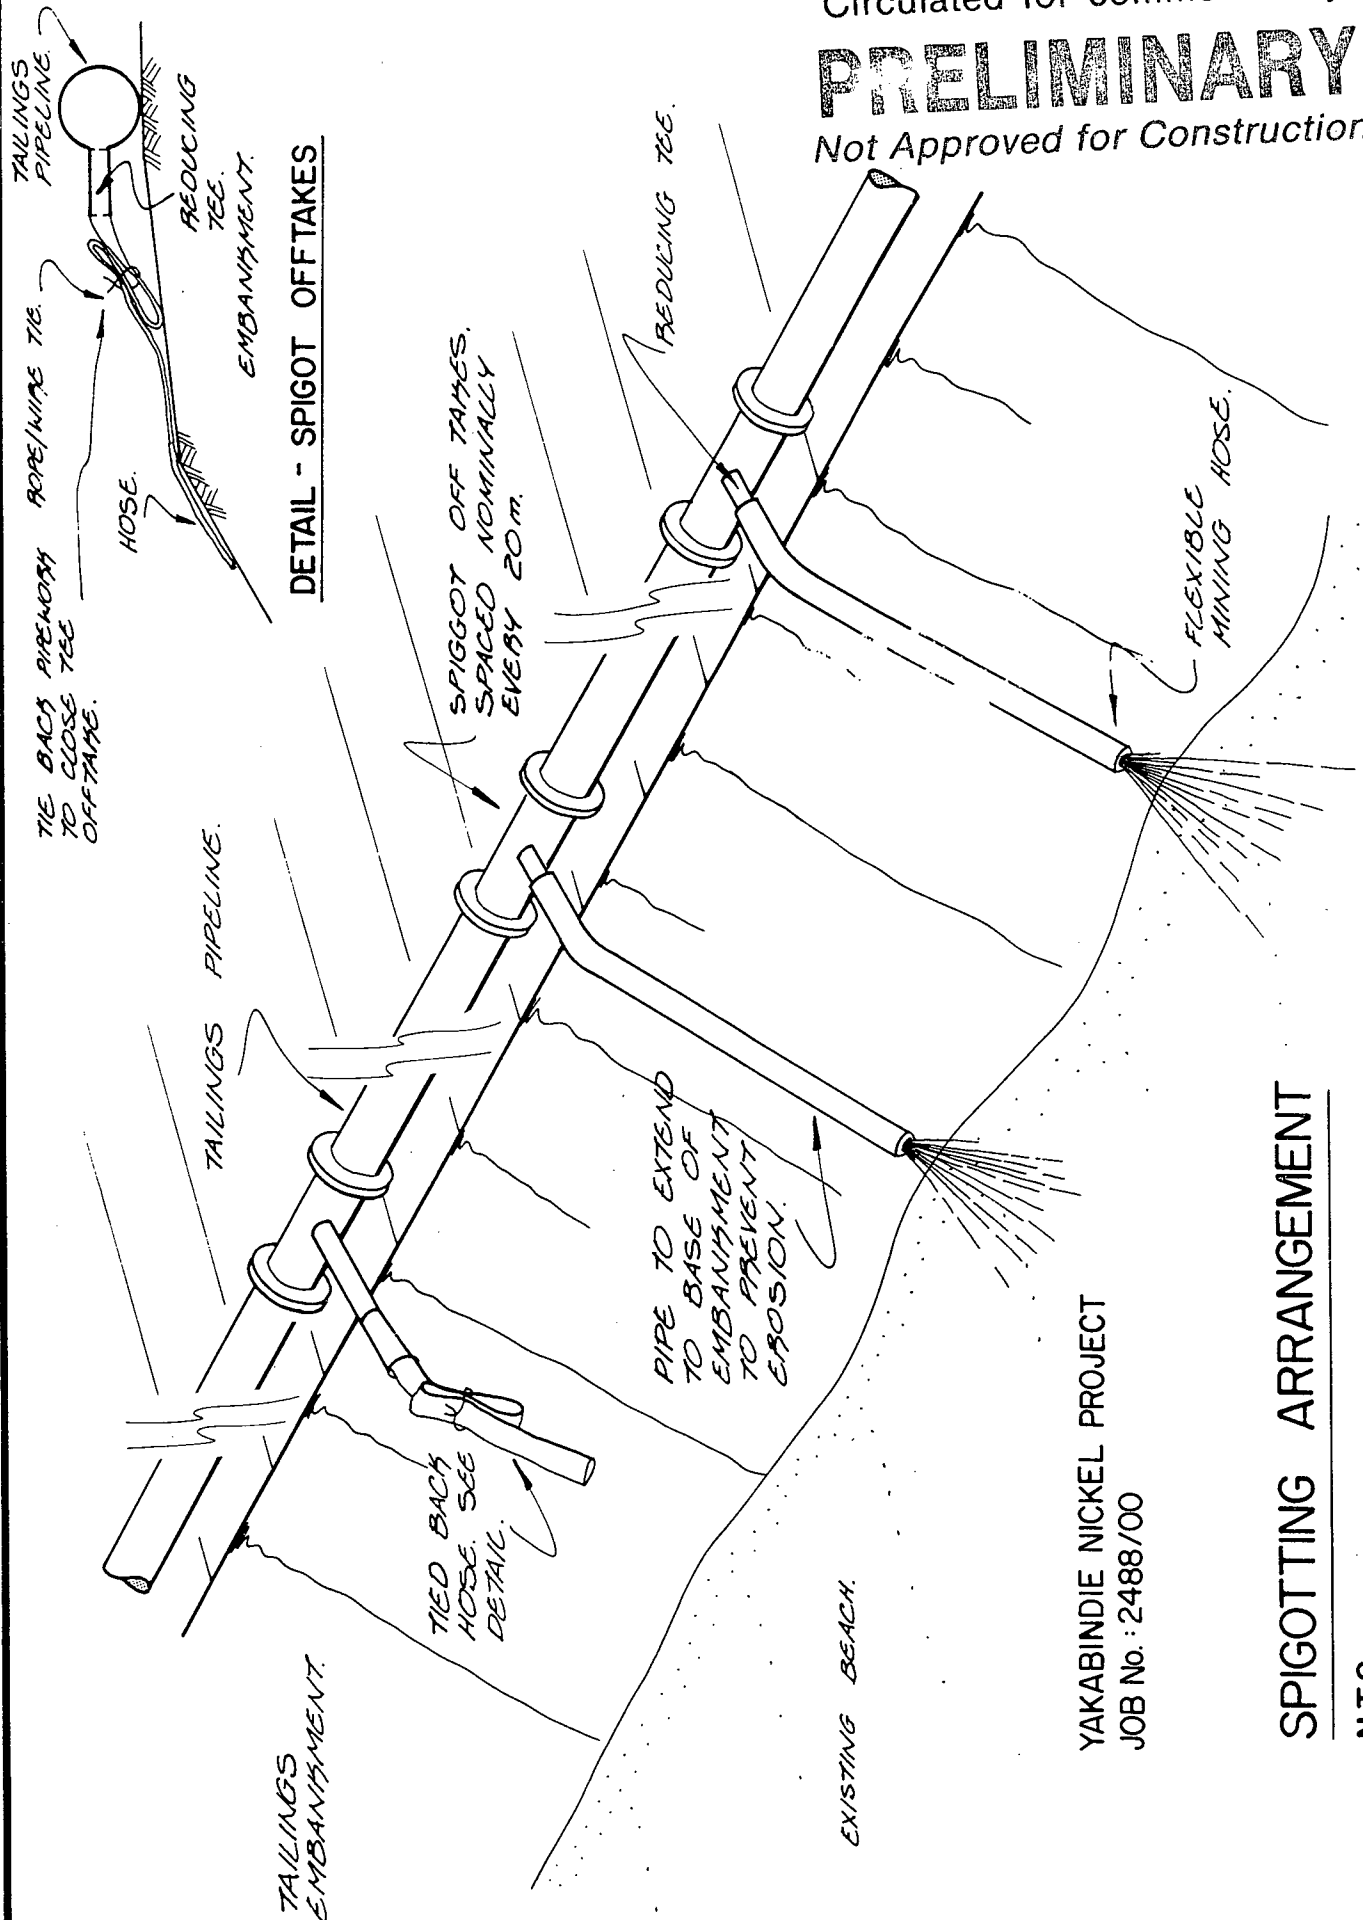 Circulated for comment
PRELIMINARY
Not Approved for Construction
TAILINGS
PIPELINE.
REDUCING
TEE.
EMBANKMENT.
ROPE/WIRE TIE.
TIE BACK PIPEWORK
TO CLOSE TEE
OFFTAKE.
HOSE.
DETAIL - SPIGOT OFFTAKES
REDUCING TEE.
SPIGGOT OFF TAKES.
SPACED NOMINALLY
EVERY 20m.
TAILINGS PIPELINE.
FLEXIBLE
MINING HOSE.
PIPE TO EXTEND
TO BASE OF
EMBANKMENT
TO PREVENT
EROSION.
TIED BACK
HOSE. SEE
DETAIL.
TAILINGS
EMBANKMENT.
EXISTING BEACH.
YAKABINDIE NICKEL PROJECT
JOB No.: 2488/00
SPIGOTTING ARRANGEMENT